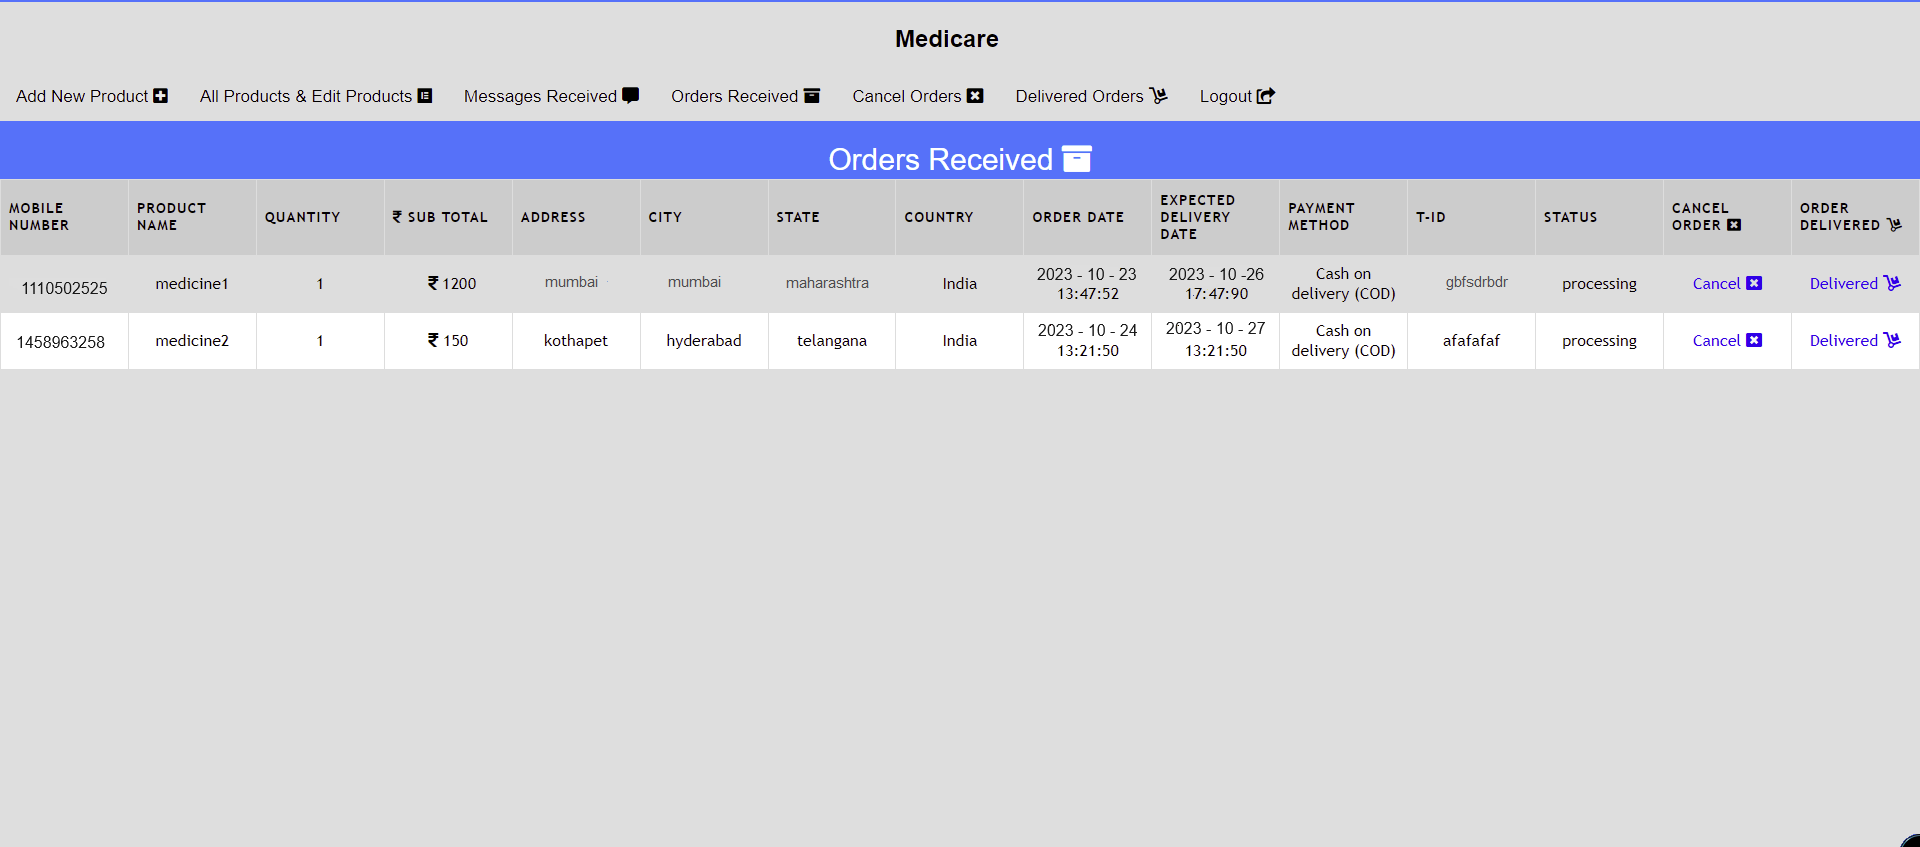 Medicare
Add New Product All Products & Edit Products Messages Received Orders Received Cancel Orders Delivered Orders Logout
Orders Received
MOBILE NUMBER PRODUCT NAME QUANTITY ₹ SUB TOTAL ADDRESS CITY STATE COUNTRY ORDER DATE EXPECTED DELIVERY DATE PAYMENT METHOD T-ID STATUS CANCEL ORDER ORDER DELIVERED
1110502525 medicine1 1 ₹ 1200 mumbai mumbai maharashtra India 2023 - 10 - 23 13:47:52 2023 - 10 -26 17:47:90 Cash on delivery (COD) gbfsdrbdr processing Cancel Delivered
1458963258 medicine2 1 ₹ 150 kothapet hyderabad telangana India 2023 - 10 - 24 13:21:50 2023 - 10 - 27 13:21:50 Cash on delivery (COD) afafafaf processing Cancel Delivered